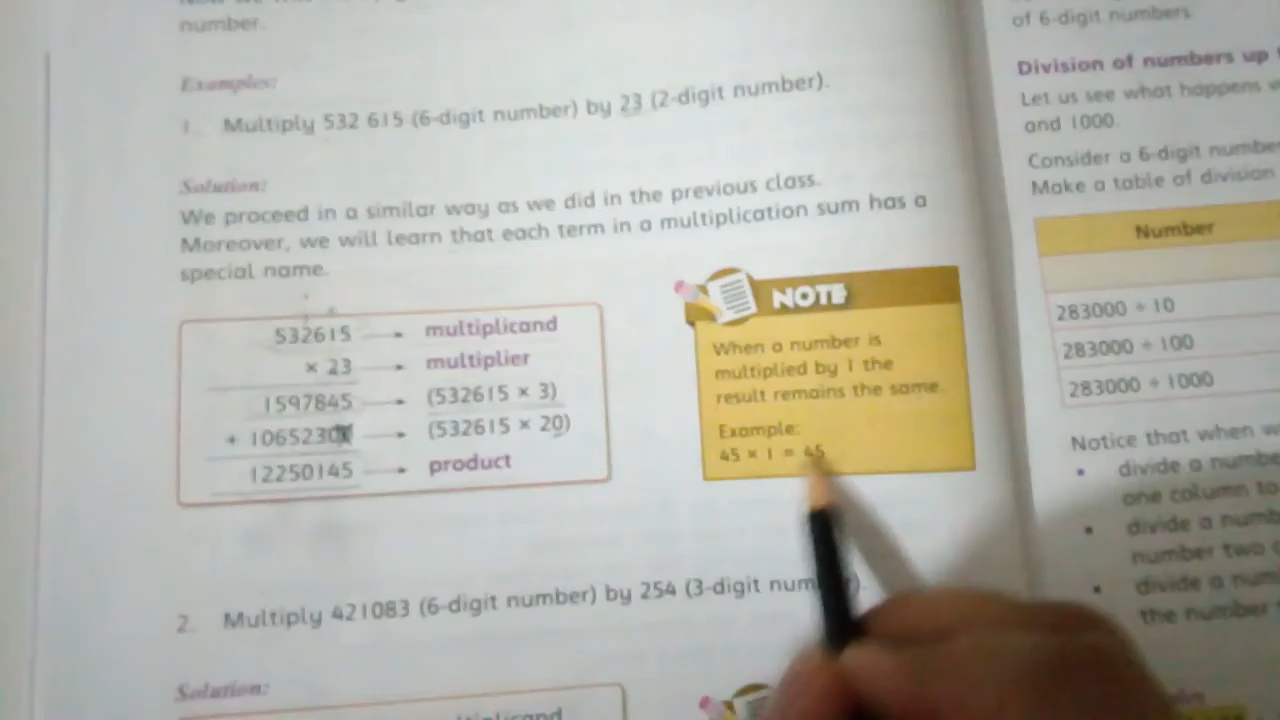 number.
Examples:
1. Multiply 532 615 (6-digit number) by 23 (2-digit number).
Solution:
We proceed in a similar way as we did in the previous class.
Moreover, we will learn that each term in a multiplication sum has a
special name.
532615 → multiplicand
× 23 → multiplier
1597845 → (532615 × 3)
+ 1065230 → (532615 × 20)
12250145 → product
NOTE
When a number is
multiplied by 1 the
result remains the same.
Example:
45 × 1 = 45
2. Multiply 421083 (6-digit number) by 254 (3-digit
Solution:
of 6-digit numbers
Division of numbers up
Let us see what happens
and 1000.
Consider a 6-digit
Make a table of division
Number
283000 ÷ 10
283000 ÷ 100
283000 ÷ 1000
Notice that when
• divide a
one column to
• divide a
number two
• divide a
the number